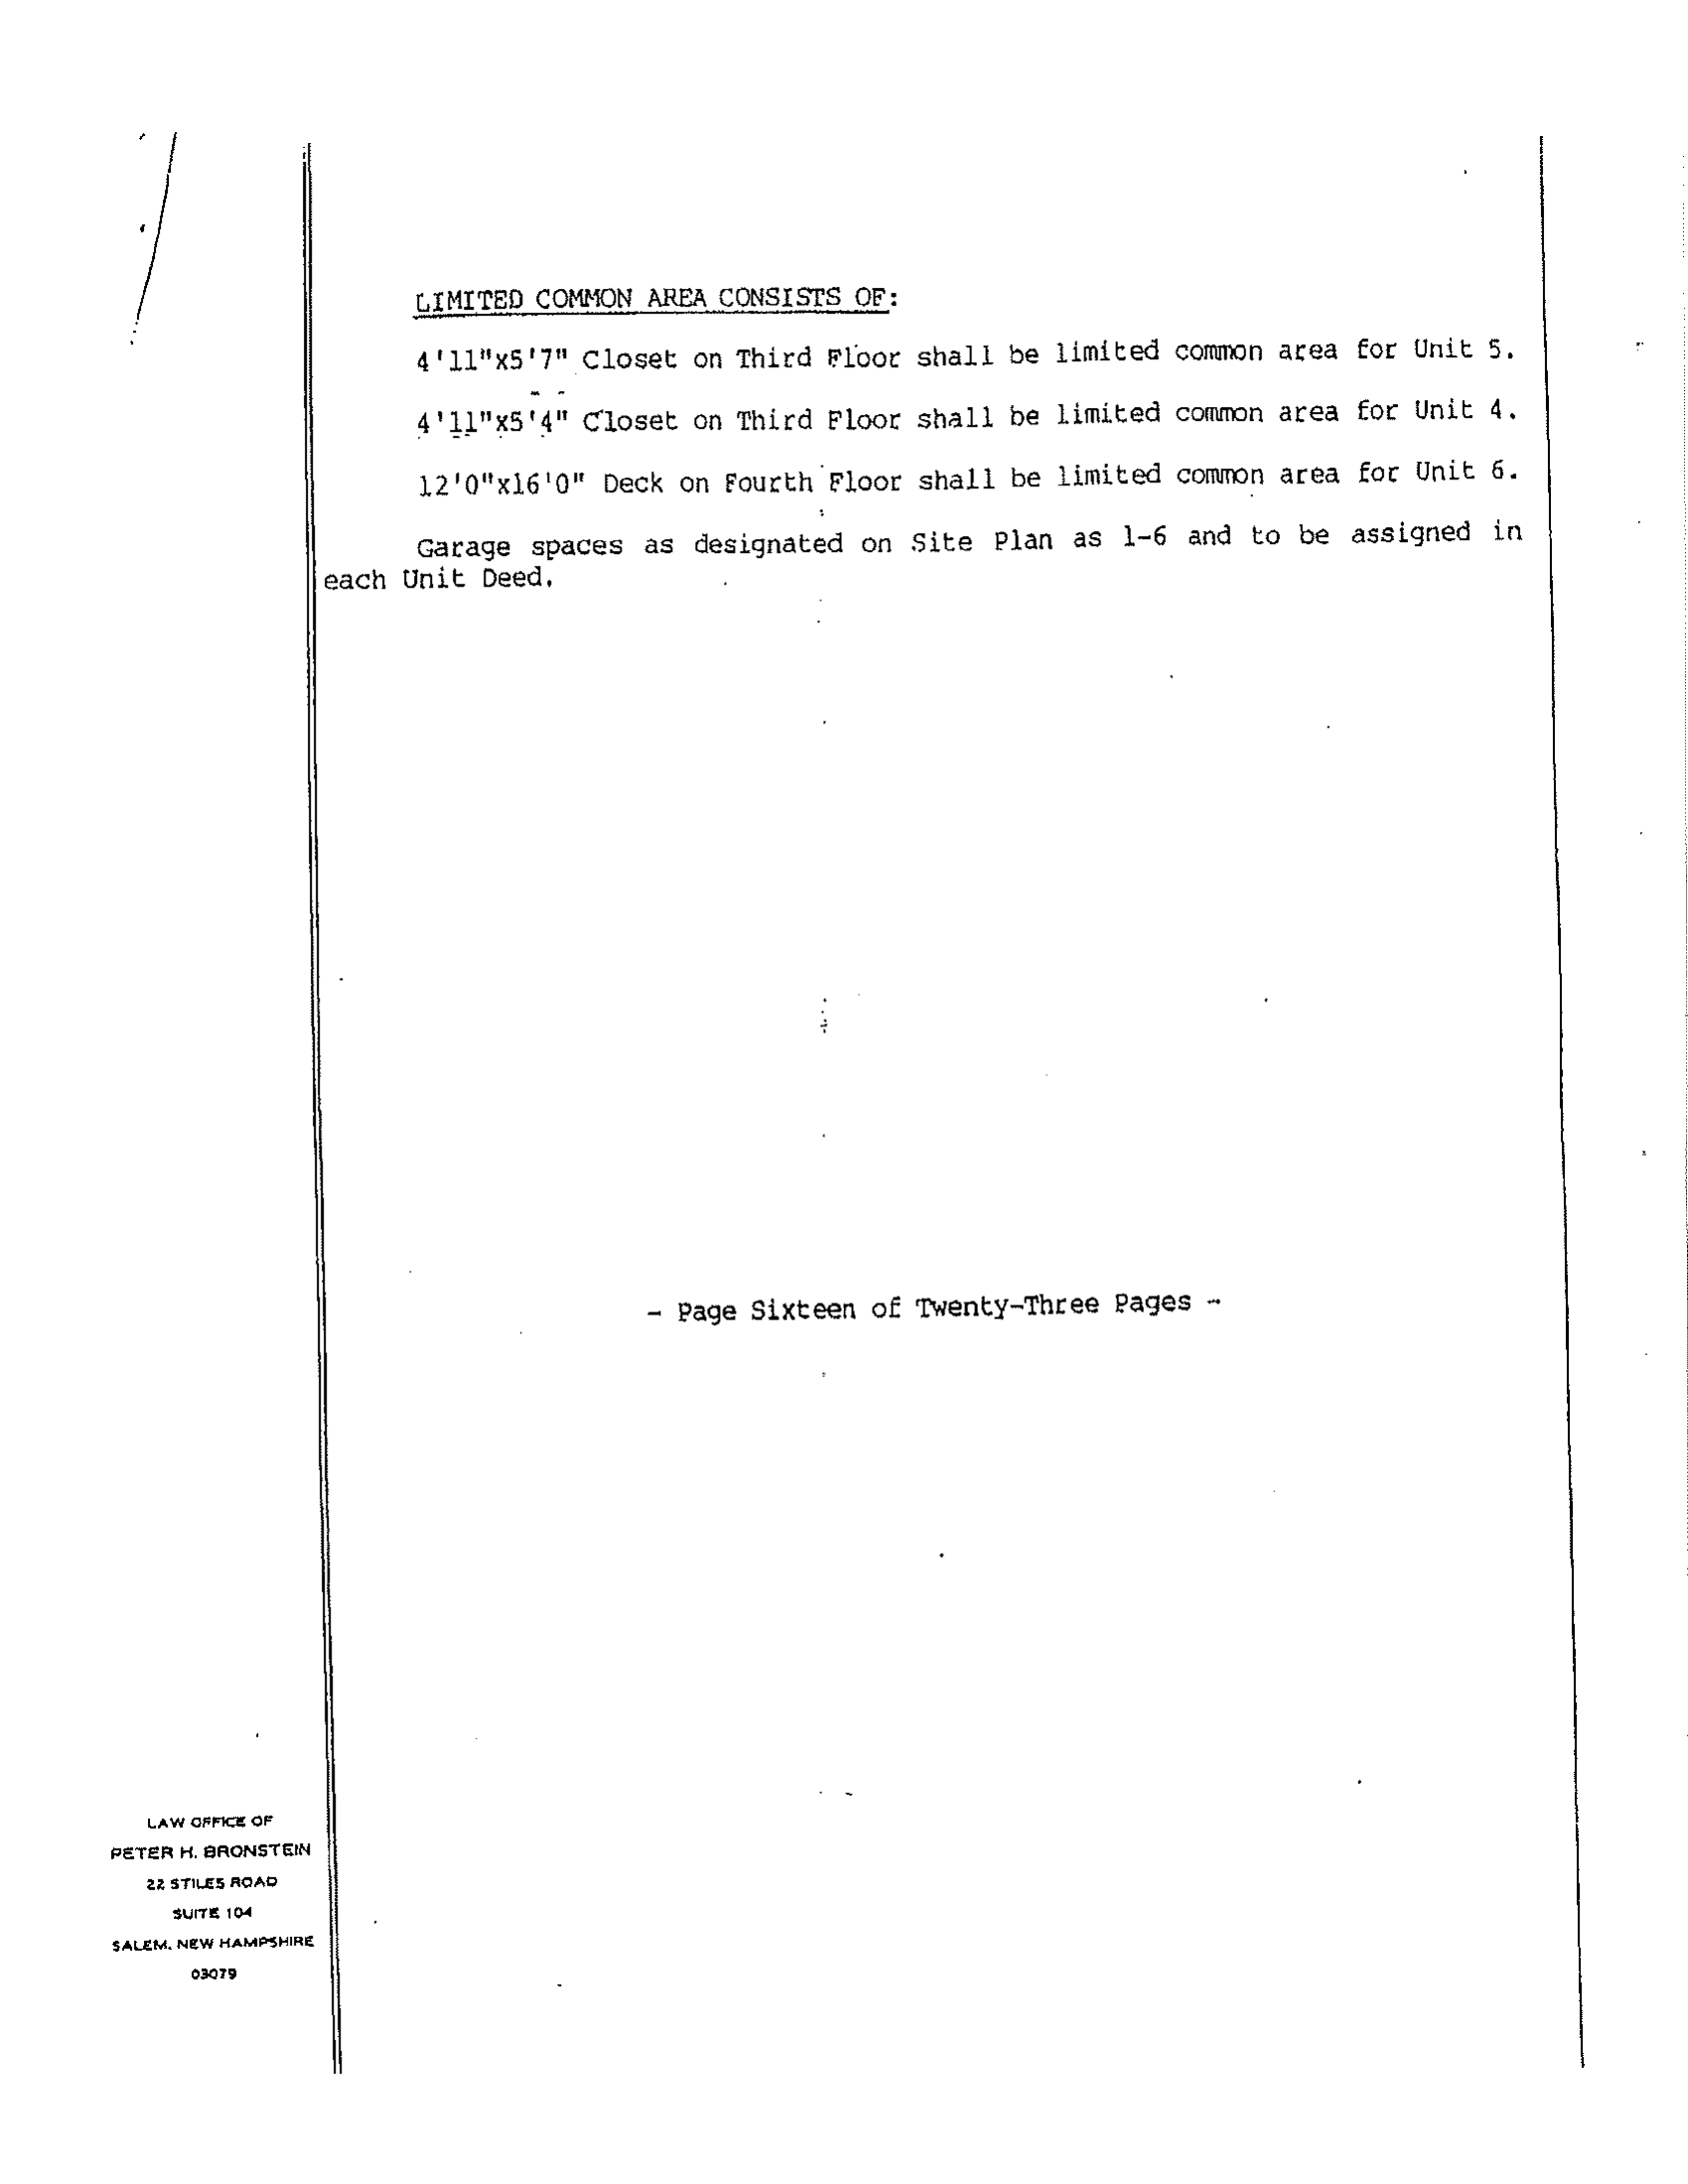 LIMITED COMMON AREA CONSISTS OF:
4'11"x5'7" Closet on Third Floor shall be limited common area for Unit 5.
4'11"x5'4" Closet on Third Floor shall be limited common area for Unit 4.
12'0"x16'0" Deck on Fourth Floor shall be limited common area for Unit 6.
Garage spaces as designated on Site Plan as 1-6 and to be assigned in
each Unit Deed.
- Page Sixteen of Twenty-Three Pages -
LAW OFFICE OF
PETER H. BRONSTEIN
22 STILES ROAD
SUITE 104
SALEM, NEW HAMPSHIRE
03079